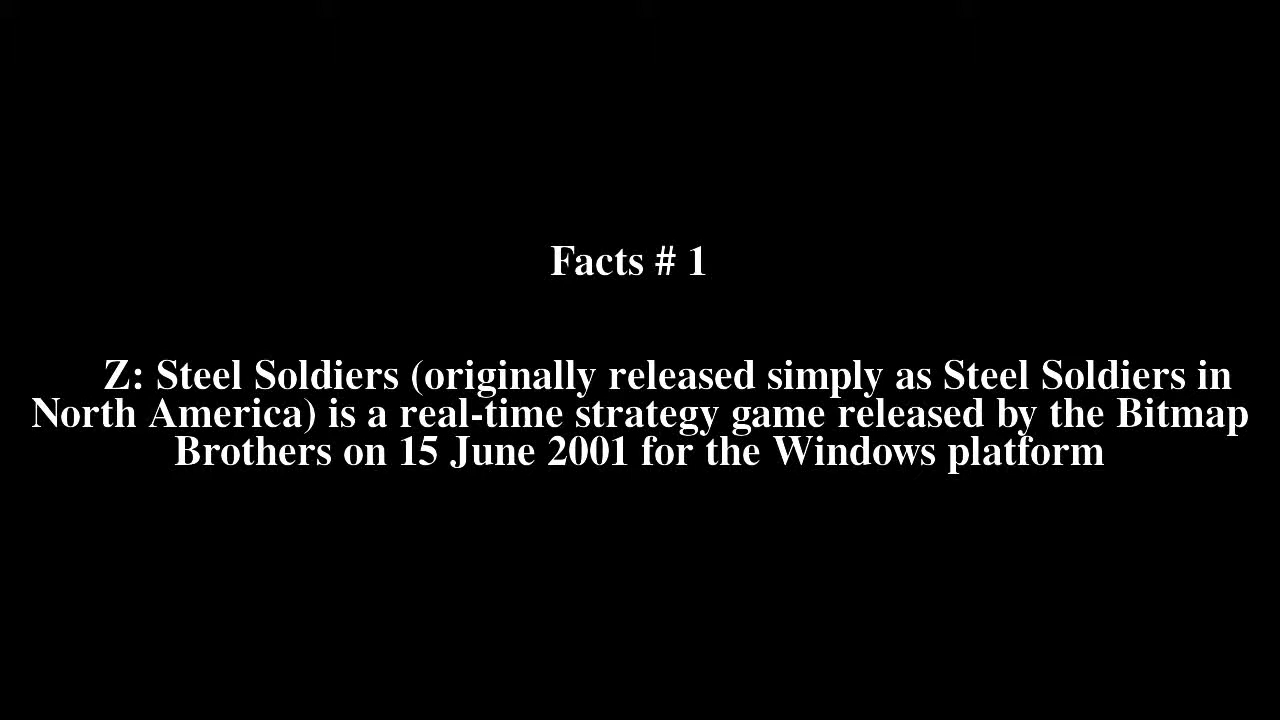 Facts # 1
Z: Steel Soldiers (originally released simply as Steel Soldiers in
North America) is a real-time strategy game released by the Bitmap
Brothers on 15 June 2001 for the Windows platform